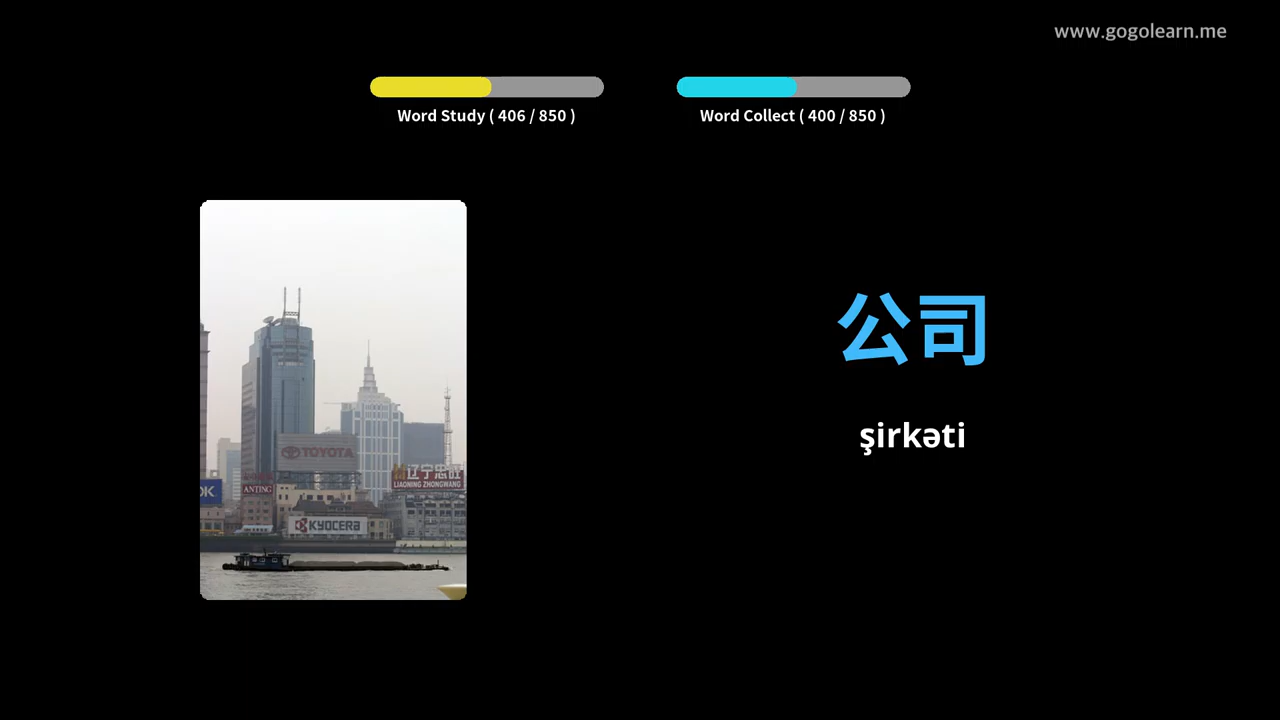 www.gogolearn.me
Word Study ( 406 / 850 )
Word Collect ( 400 / 850 )
公司
şirkəti
TOYOTA
辽宁忠旺
LIAONING ZHONGWANG
ANTING
KYOCERA